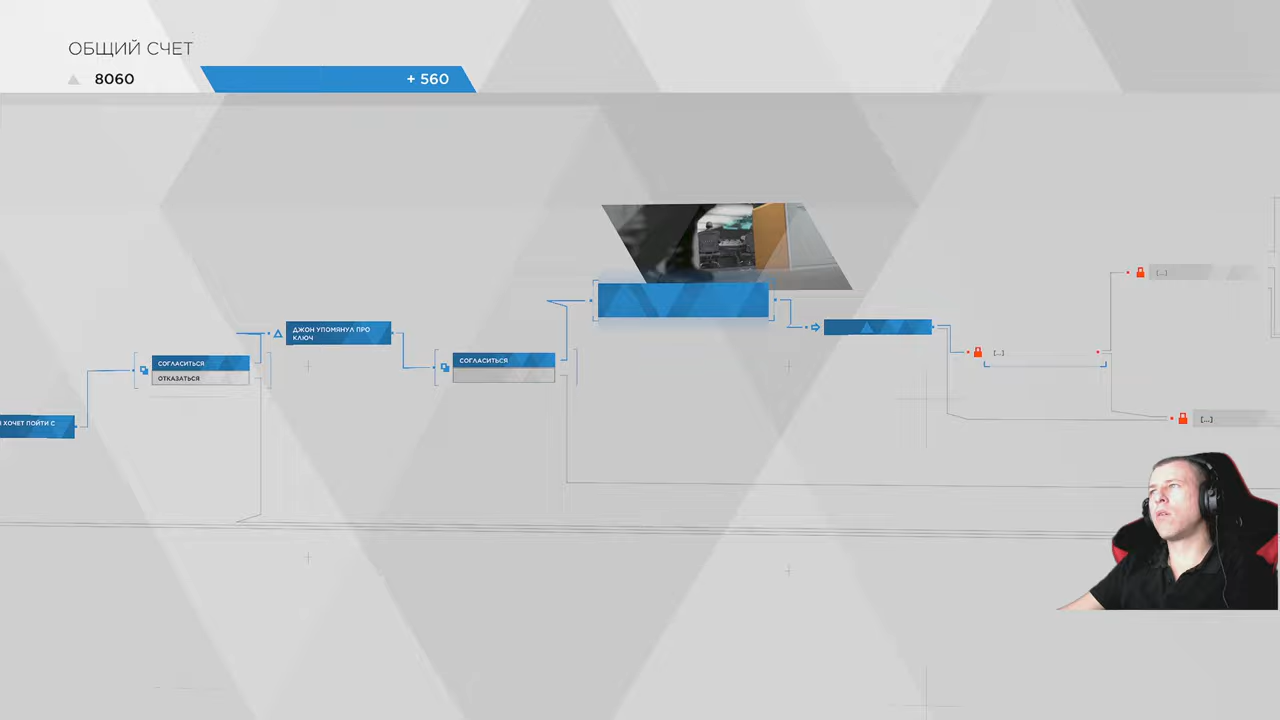 ОБЩИЙ СЧЕТ
8060
+ 560
ДЖОН УПОМЯНУЛ ПРО
КЛЮЧ
СОГЛАСИТЬСЯ
ОТКАЗАТЬСЯ
СОГЛАСИТЬСЯ
ХОЧЕТ ПОЙТИ С
[...]
[...]
[...]